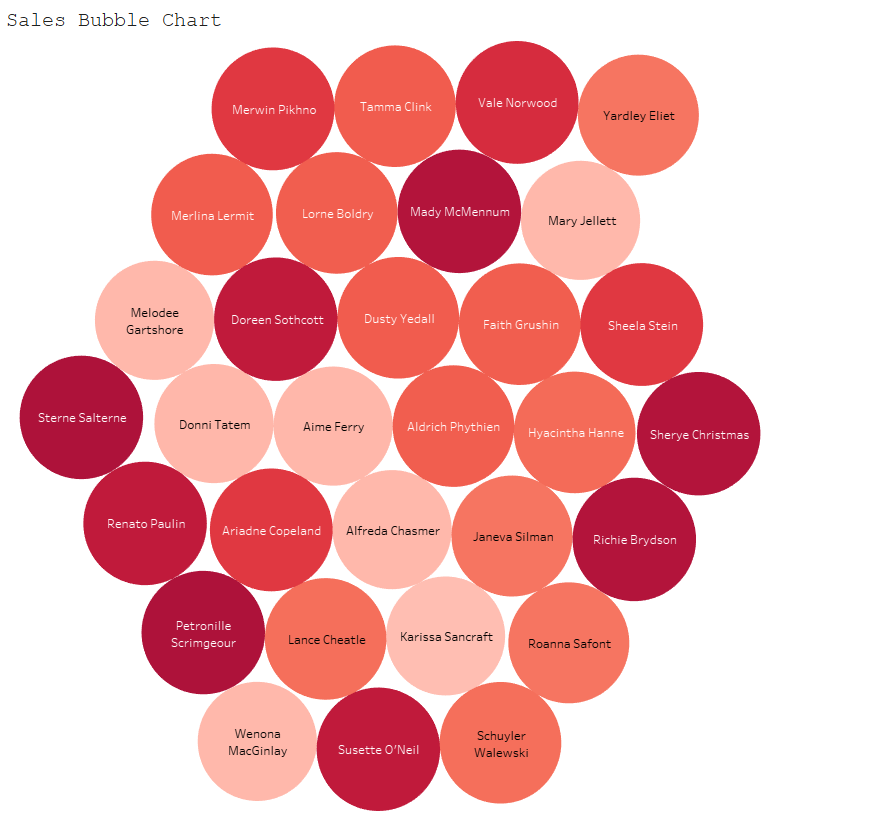 Sales Bubble Chart
Merwin Pikhno
Tamma Clink
Vale Norwood
Yardley Eliet
Merlina Lermit
Lorne Boldry
Mady McMennum
Mary Jellett
Melodee
Gartshore
Doreen Sothcott
Dusty Yedall
Faith Grushin
Sheela Stein
Sterne Salterne
Donni Tatem
Aime Ferry
Aldrich Phythien
Hyacintha Hanne
Sherye Christmas
Renato Paulin
Ariadne Copeland
Alfreda Chasmer
Janeva Silman
Richie Brydson
Petronille
Scrimgeour
Lance Cheatle
Karissa Sancraft
Roanna Safont
Wenona
MacGinlay
Susette O’Neil
Schuyler
Walewski